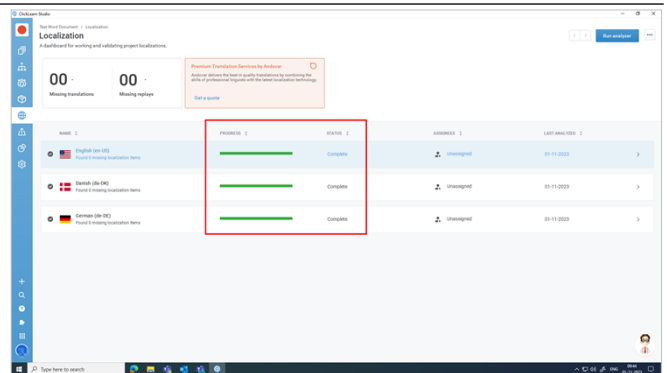 ClickLearn Studio
Test Word Document / Localization
Localization
A dashboard for working and validating project localizations.
Run analyzer
00 -
Missing translations
00 -
Missing replays
Premium Translation Services by Andovar
Andovar delivers the best in quality translations by combining the
skills of professional linguists with the latest localization technology.
Get a quote
NAME
PROGRESS
STATUS
ASSIGNEES
LAST ANALYZED
English (en-US)
Found 0 missing localization items
Complete
Unassigned
01-11-2023
Danish (da-DK)
Found 0 missing localization items
Complete
Unassigned
01-11-2023
German (de-DE)
Found 0 missing localization items
Complete
Unassigned
01-11-2023
Type here to search
ENG